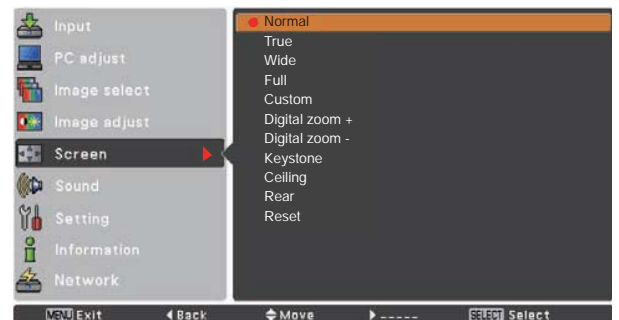 Input
PC adjust
Image select
Image adjust
Screen
Sound
Setting
Information
Network
Normal
True
Wide
Full
Custom
Digital zoom +
Digital zoom -
Keystone
Ceiling
Rear
Reset
MENU Exit ◀ Back Move ▶ ----- SELECT Select